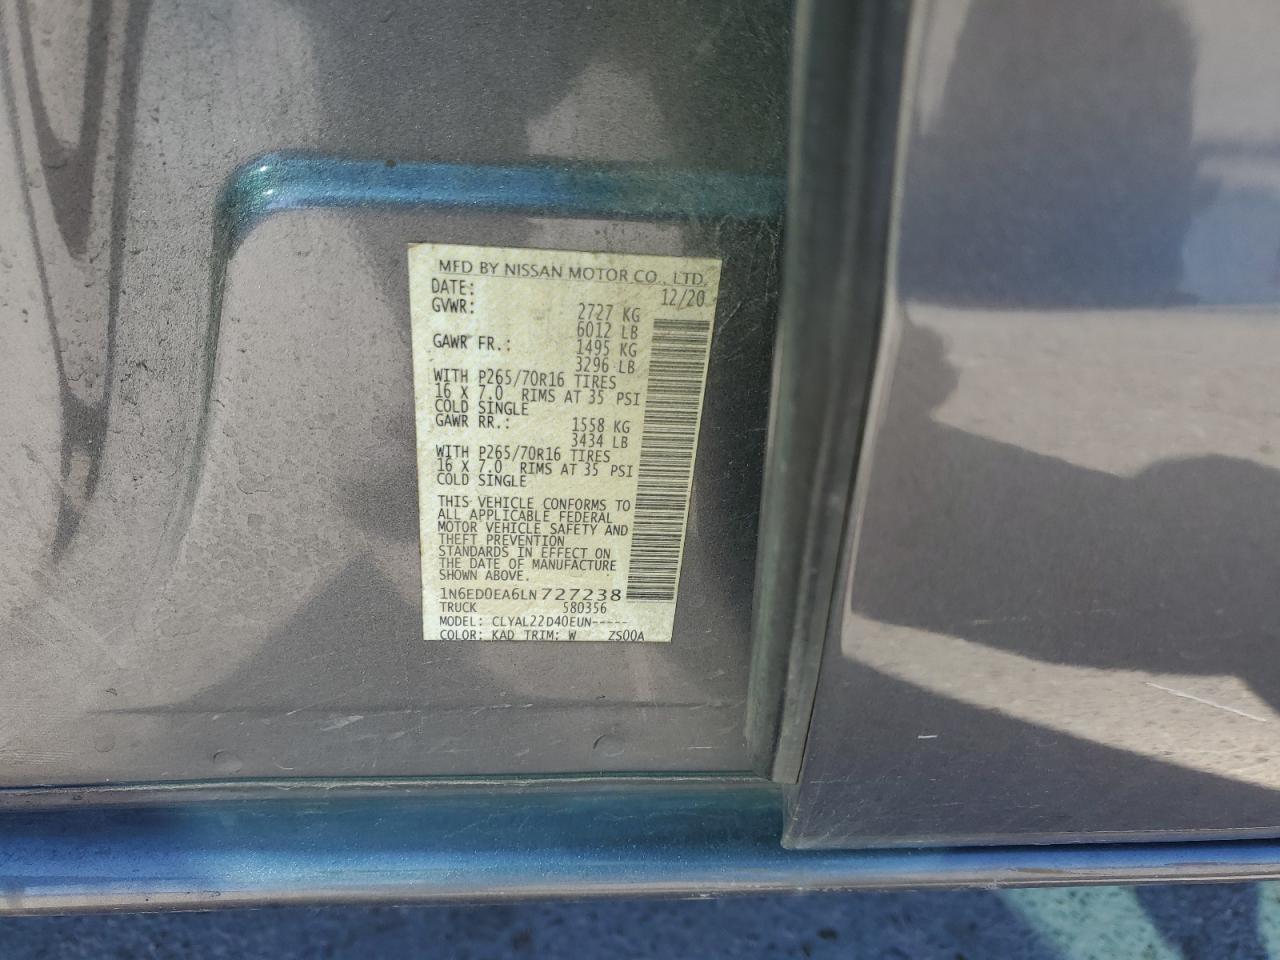 MFD BY NISSAN MOTOR CO., LTD.
DATE: 12/20
GVWR: 2727 KG
6012 LB
GAWR FR.: 1495 KG
3296 LB
WITH P265/70R16 TIRES
16 X 7.0 RIMS AT 35 PSI
COLD SINGLE
GAWR RR.: 1558 KG
3434 LB
WITH P265/70R16 TIRES
16 X 7.0 RIMS AT 35 PSI
COLD SINGLE
THIS VEHICLE CONFORMS TO
ALL APPLICABLE FEDERAL
MOTOR VEHICLE SAFETY AND
THEFT PREVENTION
STANDARDS IN EFFECT ON
THE DATE OF MANUFACTURE
SHOWN ABOVE.
1N6ED0EA6LN727238
TRUCK 580356
MODEL: CLYAL22D40EUN-----
COLOR: KAD TRIM: W ZS00A